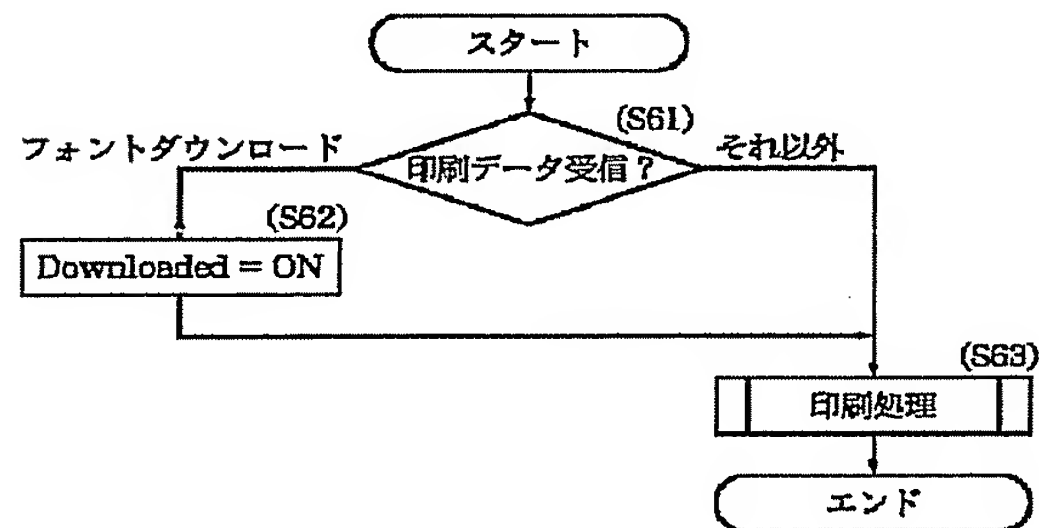 スタート
(S61)
フォントダウンロード
印刷データ受信?
それ以外
(S62)
Downloaded = ON
(S63)
印刷処理
エンド